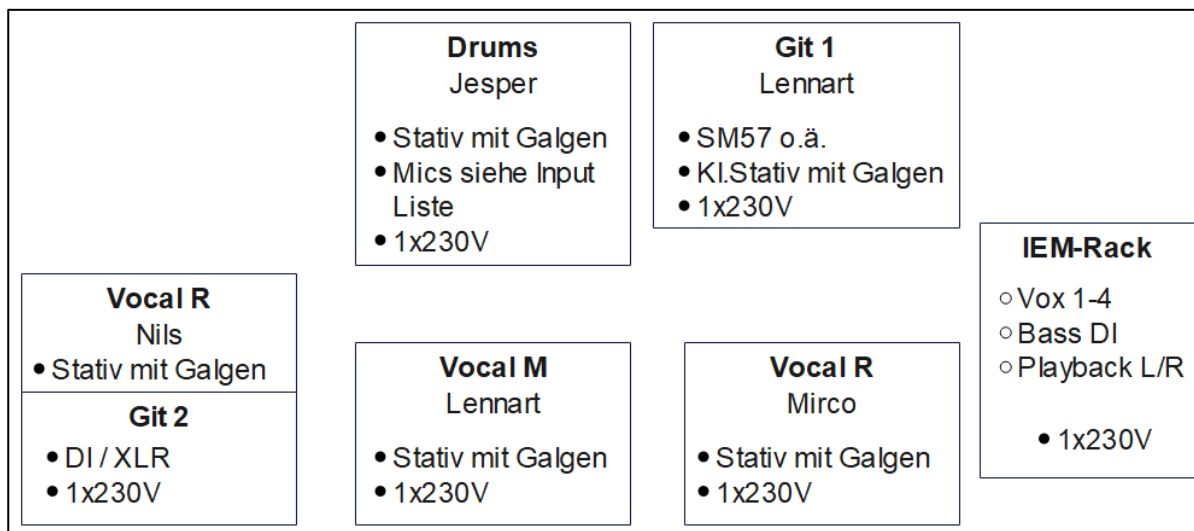 Drums
Jesper
● Stativ mit Galgen
● Mics siehe Input
Liste
● 1x230V
Git 1
Lennart
● SM57 o.ä.
● Kl.Stativ mit Galgen
● 1x230V
IEM-Rack
○ Vox 1-4
○ Bass DI
○ Playback L/R
● 1x230V
Vocal R
Nils
● Stativ mit Galgen
Git 2
● DI / XLR
● 1x230V
Vocal M
Lennart
● Stativ mit Galgen
● 1x230V
Vocal R
Mirco
● Stativ mit Galgen
● 1x230V